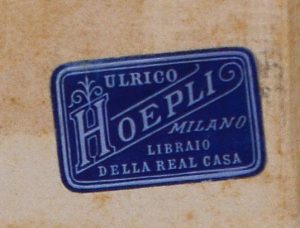 ULRICO
HOEPLI
MILANO
LIBRAIO
DELLA REAL CASA